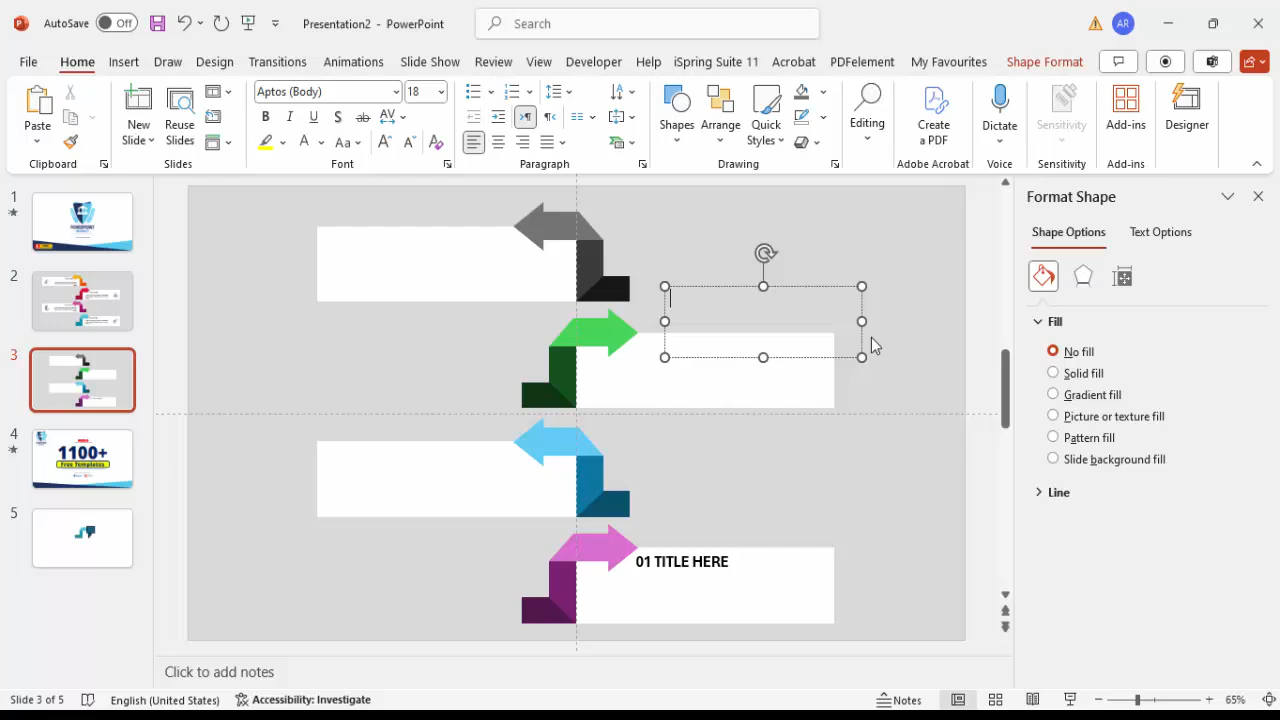 AutoSave
Off
Presentation2 - PowerPoint
Search
AR
File
Home
Insert
Draw
Design
Transitions
Animations
Slide Show
Review
View
Developer
Help
iSpring Suite 11
Acrobat
PDFelement
My Favourites
Shape Format
Paste
Clipboard
New
Slide
Reuse
Slides
Slides
Aptos (Body)
18
Font
Paragraph
Shapes
Arrange
Quick
Styles
Drawing
Editing
Create
a PDF
Adobe Acrobat
Dictate
Voice
Sensitivity
Sensitivity
Add-ins
Add-ins
Designer
1
2
3
4
1100+
Free Templates
5
01 TITLE HERE
Format Shape
Shape Options
Text Options
Fill
No fill
Solid fill
Gradient fill
Picture or texture fill
Pattern fill
Slide background fill
Line
Click to add notes
Slide 3 of 5
English (United States)
Accessibility: Investigate
Notes
65%